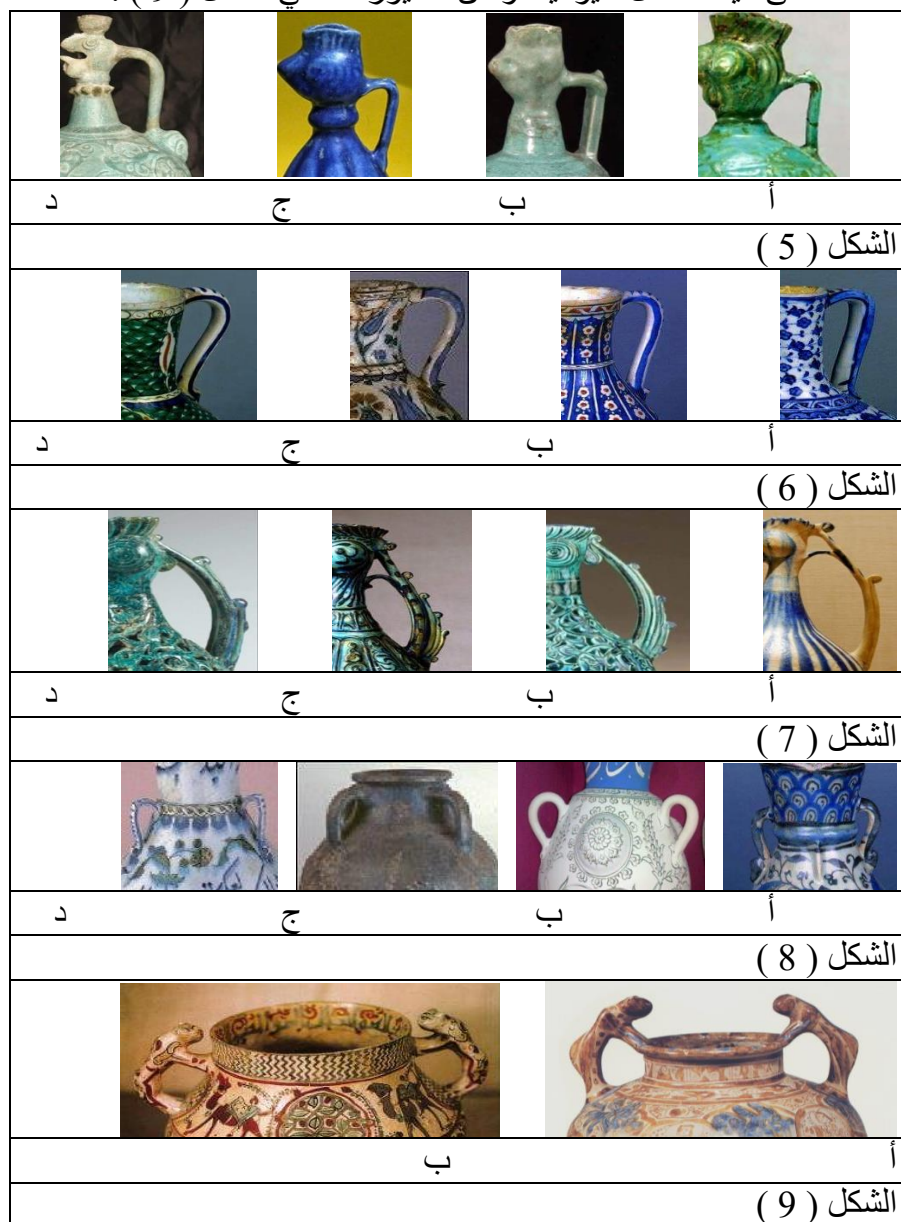 أ ب ج د
الشكل ( 5 )
أ ب ج د
الشكل ( 6 )
أ ب ج د
الشكل ( 7 )
أ ب ج د
الشكل ( 8 )
أ ب
الشكل ( 9 )